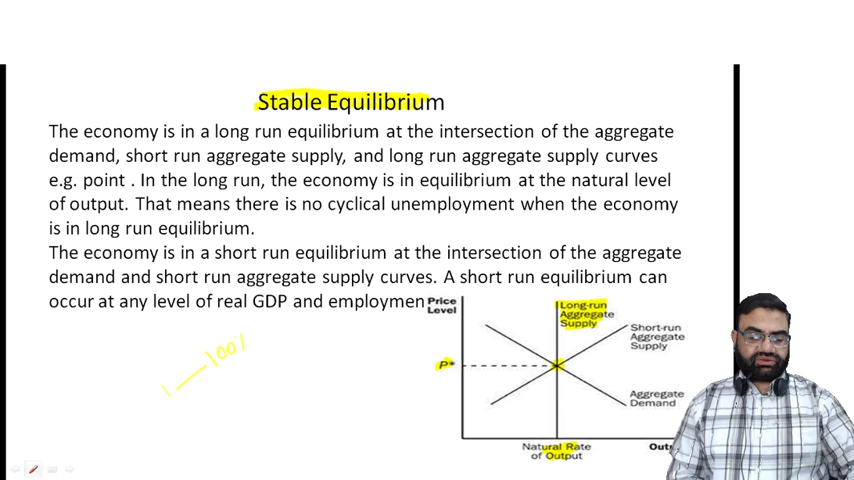 Stable Equilibrium
The economy is in a long run equilibrium at the intersection of the aggregate
demand, short run aggregate supply, and long run aggregate supply curves
e.g. point . In the long run, the economy is in equilibrium at the natural level
of output. That means there is no cyclical unemployment when the economy
is in long run equilibrium.
The economy is in a short run equilibrium at the intersection of the aggregate
demand and short run aggregate supply curves. A short run equilibrium can
occur at any level of real GDP and employmen
Price
Level
Long-run
Aggregate
Supply
Short-run
Aggregate
Supply
P*
Aggregate
Demand
Natural Rate
of Output
Outp
1 — 100%